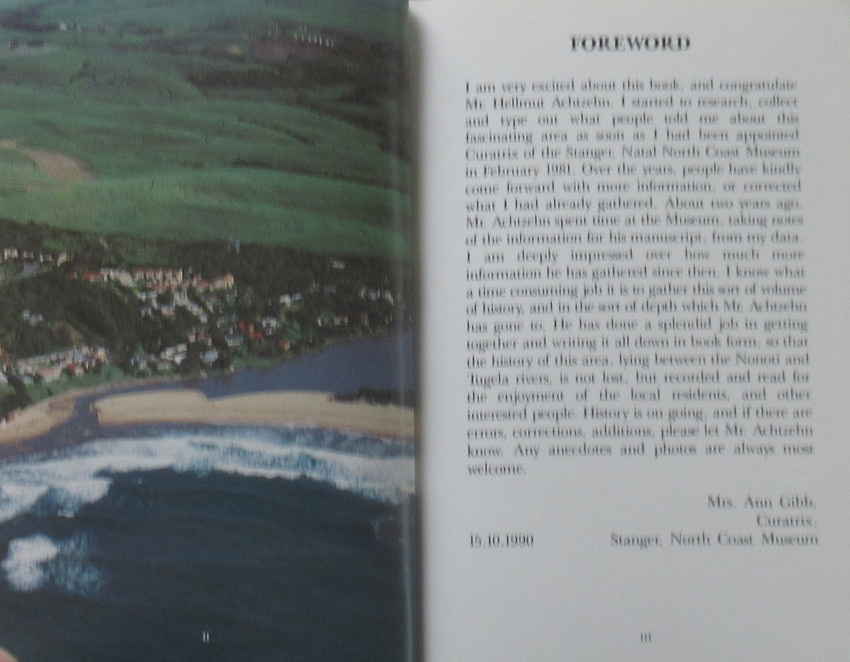 FOREWORD
I am very excited about this book, and congratulate
Mr. Hellmut Achtzehn. I started to research, collect
and type out what people told me about this
fascinating area as soon as I had been appointed
Curatrix of the Stanger, Natal North Coast Museum
in February 1981. Over the years, people have kindly
come forward with more information, or corrected
what I had already gathered. About two years ago,
Mr. Achtzehn spent time at the Museum, taking notes
of the information for his manuscript, from my data.
I am deeply impressed over how much more
information he has gathered since then. I know what
a time consuming job it is to gather this sort of volume
of history, and in the sort of depth which Mr. Achtzehn
has gone to. He has done a splendid job in getting
together and writing it all down in book form, so that
the history of this area, lying between the Nonoti and
Tugela rivers, is not lost, but recorded and read for
the enjoyment of the local residents, and other
interested people. History is on-going, and if there are
errors, corrections, additions, please let Mr. Achtzehn
know. Any anecdotes and photos are always most
welcome.
Mrs. Ann Gibb,
Curatrix,
15.10.1990 Stanger, North Coast Museum
II
III